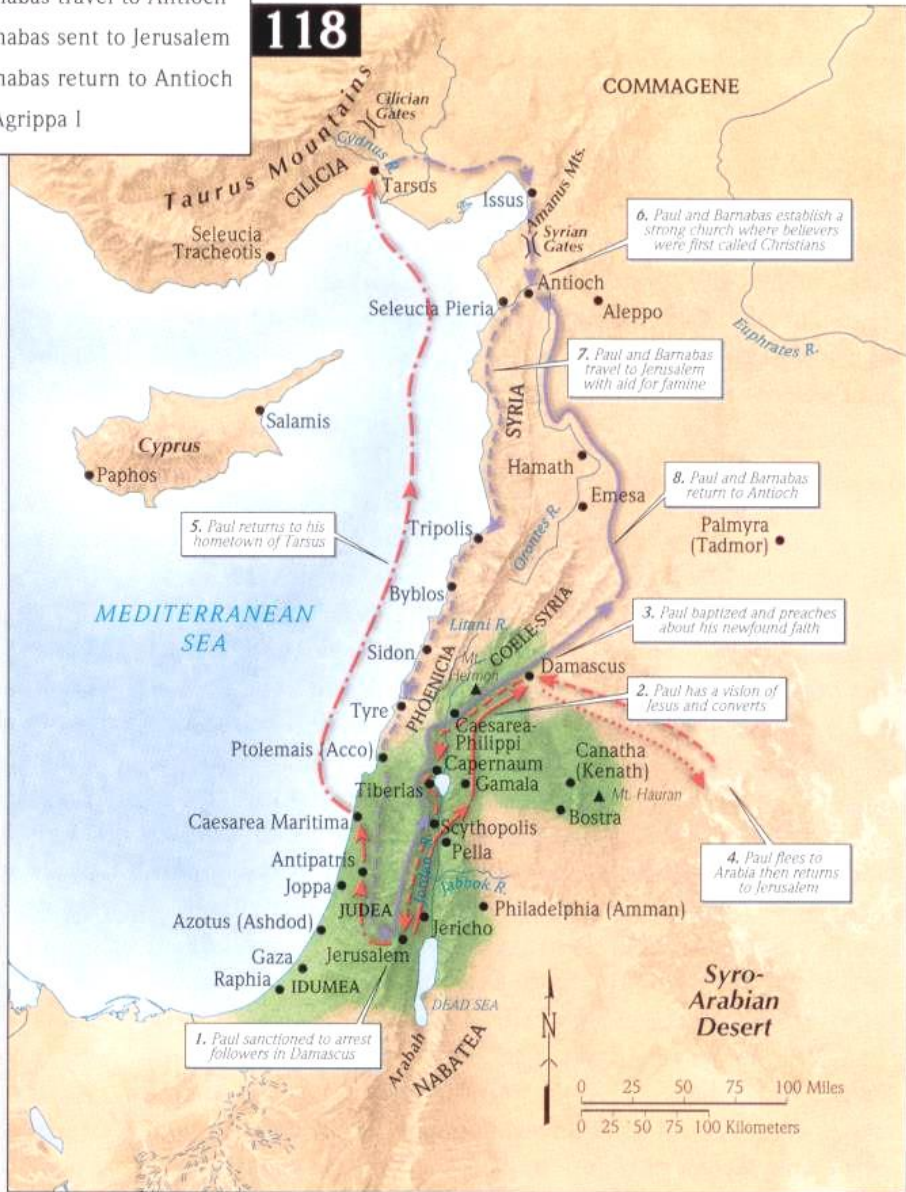 nabas travel to Antioch
nabas sent to Jerusalem
nabas return to Antioch
Agrippa I
118
COMMAGENE
Cilician
Gates
Taurus Mountains
Cydnus R.
CILICIA
Tarsus
Amanus Mts.
Issus
Syrian
Gates
6. Paul and Barnabas establish a
strong church where believers
were first called Christians
Seleucia
Tracheotis
Antioch
Seleucia Pieria
Aleppo
Euphrates R.
7. Paul and Barnabas
travel to Jerusalem
with aid for famine
SYRIA
Salamis
Cyprus
Paphos
Hamath
Emesa
8. Paul and Barnabas
return to Antioch
5. Paul returns to his
hometown of Tarsus
Tripolis
Orontes R.
Palmyra
(Tadmor)
Byblos
MEDITERRANEAN
SEA
Litani R.
COELE-SYRIA
3. Paul baptized and preaches
about his newfound faith
Sidon
PHOENICIA
Mt.
Hermon
Damascus
2. Paul has a vision of
Jesus and converts
Tyre
Caesarea-
Philippi
Ptolemais (Acco)
Capernaum
Canatha
(Kenath)
Tiberias
Gamala
Mt. Hauran
Caesarea Maritima
Scythopolis
Bostra
Pella
Antipatris
Jordan R.
Jabbok R.
4. Paul flees to
Arabia then returns
to Jerusalem
Joppa
JUDEA
Philadelphia (Amman)
Azotus (Ashdod)
Jericho
Jerusalem
Gaza
Raphia
IDUMEA
DEAD SEA
Syro-
Arabian
Desert
1. Paul sanctioned to arrest
followers in Damascus
Arabah
NABATEA
N
0 25 50 75 100 Miles
0 25 50 75 100 Kilometers